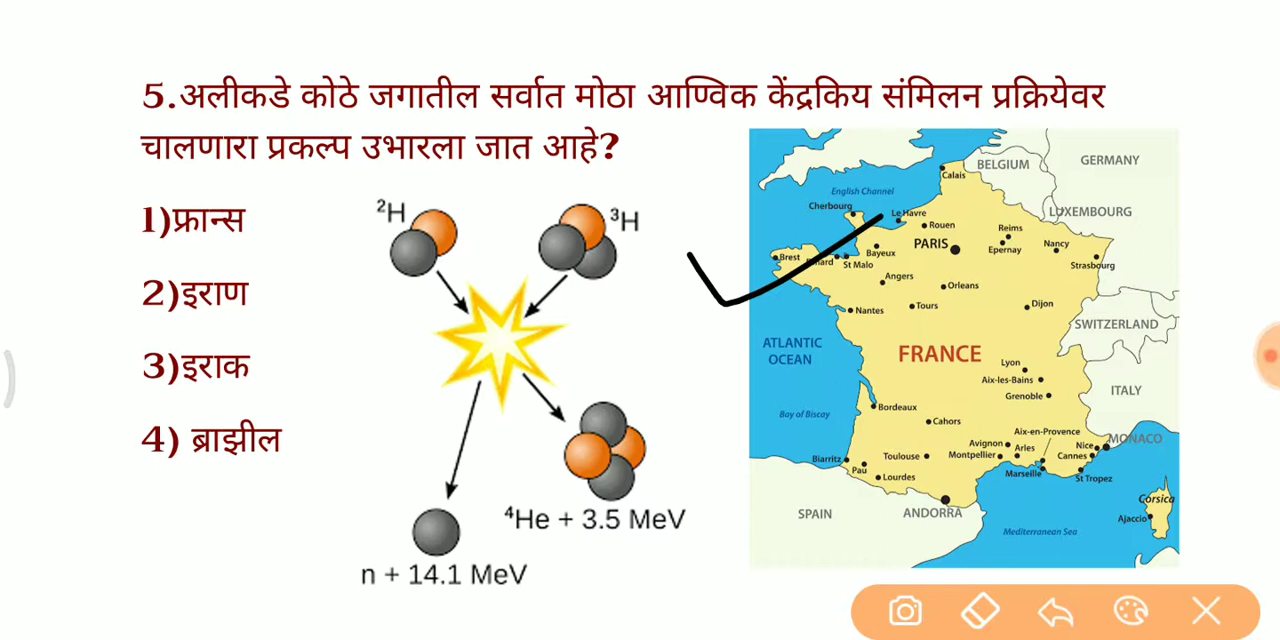 5.अलीकडे कोठे जगातील सर्वात मोठा आण्विक केंद्रकिय संमिलन प्रक्रियेवर
चालणारा प्रकल्प उभारला जात आहे?
1)फ्रान्स
2)इराण
3)इराक
4) ब्राझील
²H
³H
⁴He + 3.5 MeV
n + 14.1 MeV
BELGIUM
GERMANY
Calais
English Channel
Cherbourg
Le Havre
LUXEMBOURG
Rouen
Reims
PARIS
Epernay
Nancy
Bayeux
Brest
St Malo
Strasbourg
Angers
Orleans
Tours
Dijon
Nantes
SWITZERLAND
ATLANTIC
OCEAN
FRANCE
Lyon
Aix-les-Bains
Grenoble
ITALY
Bay of Biscay
Bordeaux
Cahors
Aix-en-Provence
Avignon
Arles
Nice
MONACO
Biarritz
Toulouse
Montpellier
Cannes
Pau
Marseille
Lourdes
St Tropez
Corsica
SPAIN
ANDORRA
Ajaccio
Mediterranean Sea